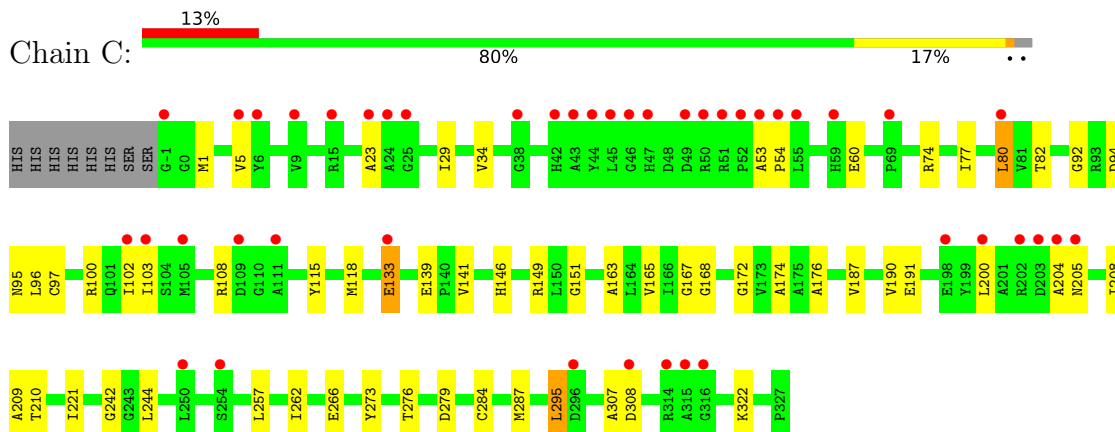 13%
Chain C:
80% 17% • •
HIS HIS HIS HIS HIS HIS SER SER G-1 G0 M1 V5 Y6 V9 R15 A23 A24 G25 I29 V34 G38 H42 A43 Y44 L45 G46 H47 D48 D49 R50 R51 P52 A53 P54 L55 H59 E60 P69 R74 I77 L80 V81 T82 G92 R93
N95 L96 C97 R100 Q101 I102 I103 S104 M105 R108 D109 G110 A111 Y115 M118 E133 E139 P140 V141 H146 R149 L150 G151 A163 L164 V165 I166 G167 G168 G172 V173 A174 A175 A176 V187 V190 E191 E198 Y199 L200 A201 R202 D203 A204 N205
A209 T210 I221 G242 G243 L244 L250 S254 L257 I262 E266 Y273 T276 D279 C284 M287 L295 D296 A307 D308 R314 A315 G316 K322 P327